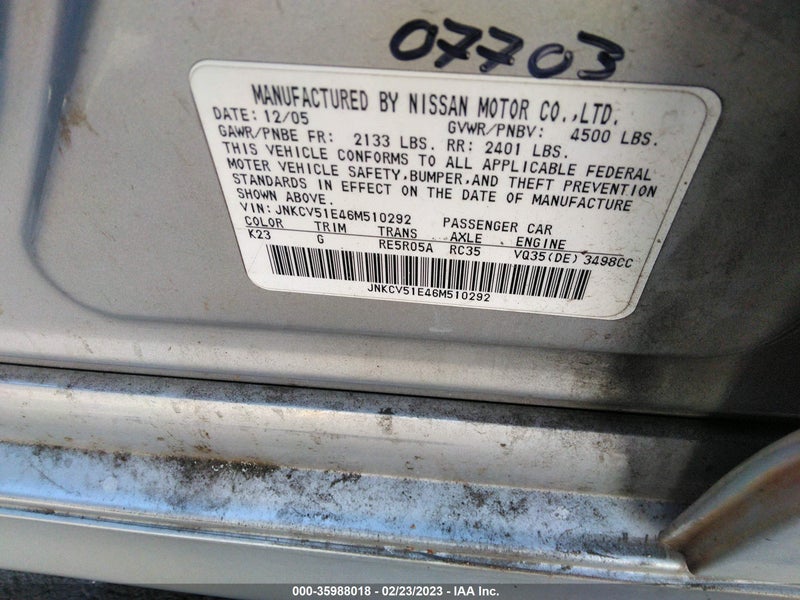 07703
MANUFACTURED BY NISSAN MOTOR CO.,LTD.
DATE: 12/05 GVWR/PNBV: 4500 LBS.
GAWR/PNBE FR: 2133 LBS. RR: 2401 LBS.
THIS VEHICLE CONFORMS TO ALL APPLICABLE FEDERAL
MOTER VEHICLE SAFETY,BUMPER,AND THEFT PREVENTION
STANDARDS IN EFFECT ON THE DATE OF MANUFACTURE
SHOWN ABOVE.
VIN: JNKCV51E46M510292 PASSENGER CAR
COLOR TRIM TRANS AXLE ENGINE
K23 G RE5R05A RC35 VQ35(DE) 3498CC
JNKCV51E46M510292
000-35988018 - 02/23/2023 - IAA Inc.